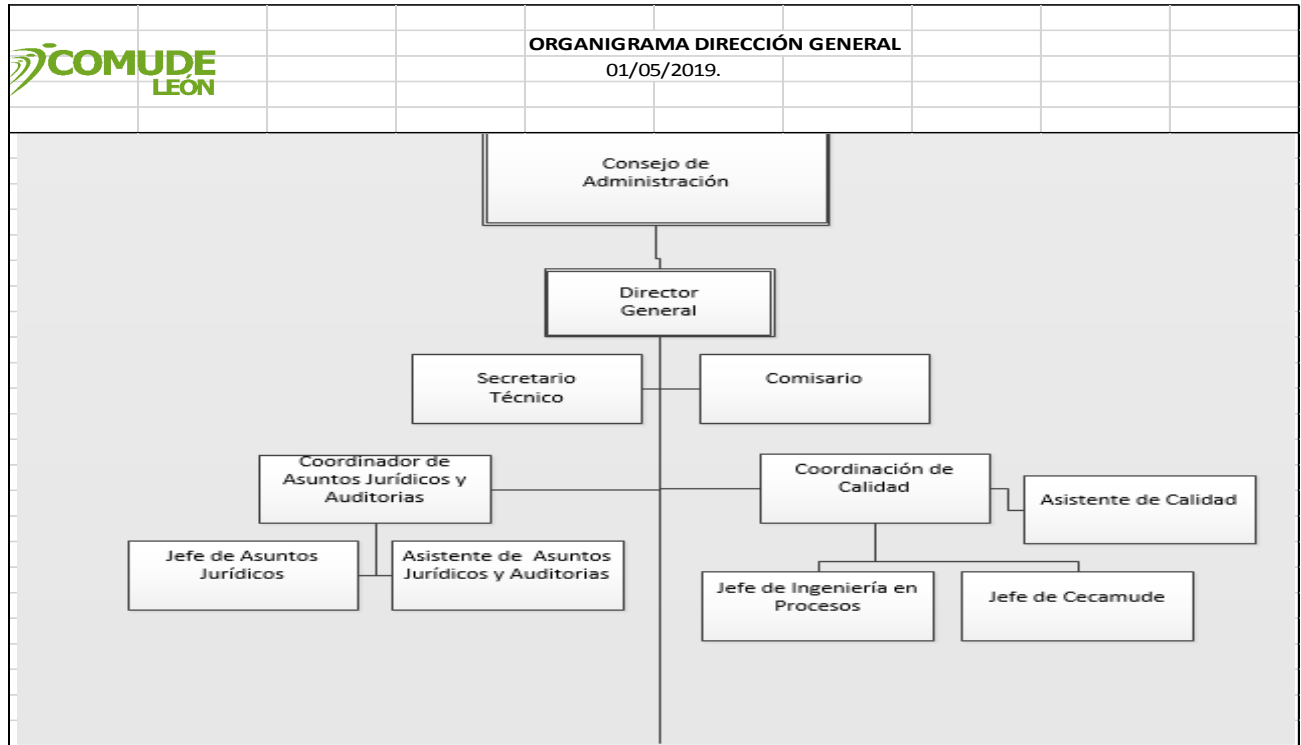 COMUDE
LEÓN
ORGANIGRAMA DIRECCIÓN GENERAL
01/05/2019.
Consejo de
Administración
Director
General
Secretario
Técnico
Comisario
Coordinador de
Asuntos Jurídicos y
Auditorias
Coordinación de
Calidad
Asistente de Calidad
Jefe de Asuntos
Jurídicos
Asistente de Asuntos
Jurídicos y Auditorias
Jefe de Ingeniería en
Procesos
Jefe de Cecamude